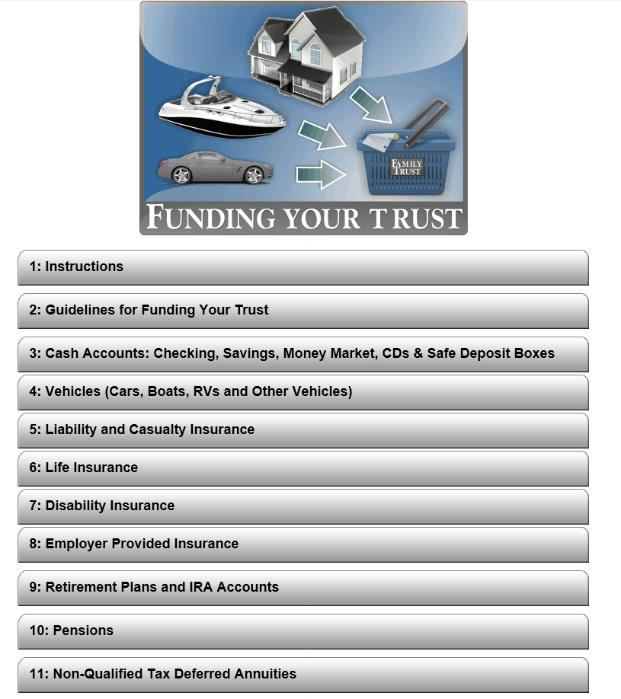 FAMILY
TRUST
FUNDING YOUR TRUST
1: Instructions
2: Guidelines for Funding Your Trust
3: Cash Accounts: Checking, Savings, Money Market, CDs & Safe Deposit Boxes
4: Vehicles (Cars, Boats, RVs and Other Vehicles)
5: Liability and Casualty Insurance
6: Life Insurance
7: Disability Insurance
8: Employer Provided Insurance
9: Retirement Plans and IRA Accounts
10: Pensions
11: Non-Qualified Tax Deferred Annuities